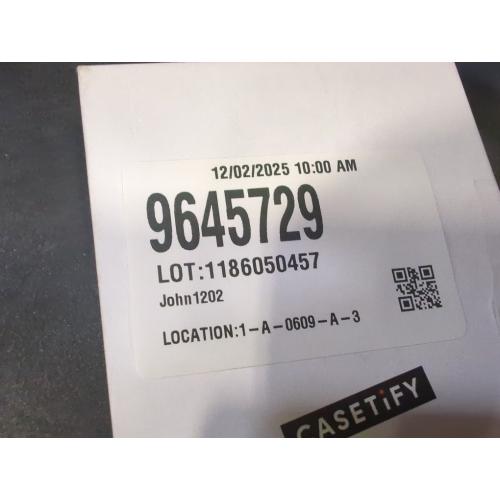 12/02/2025 10:00 AM
9645729
LOT:1186050457
John1202
LOCATION:1-A-0609-A-3
CASETiFY